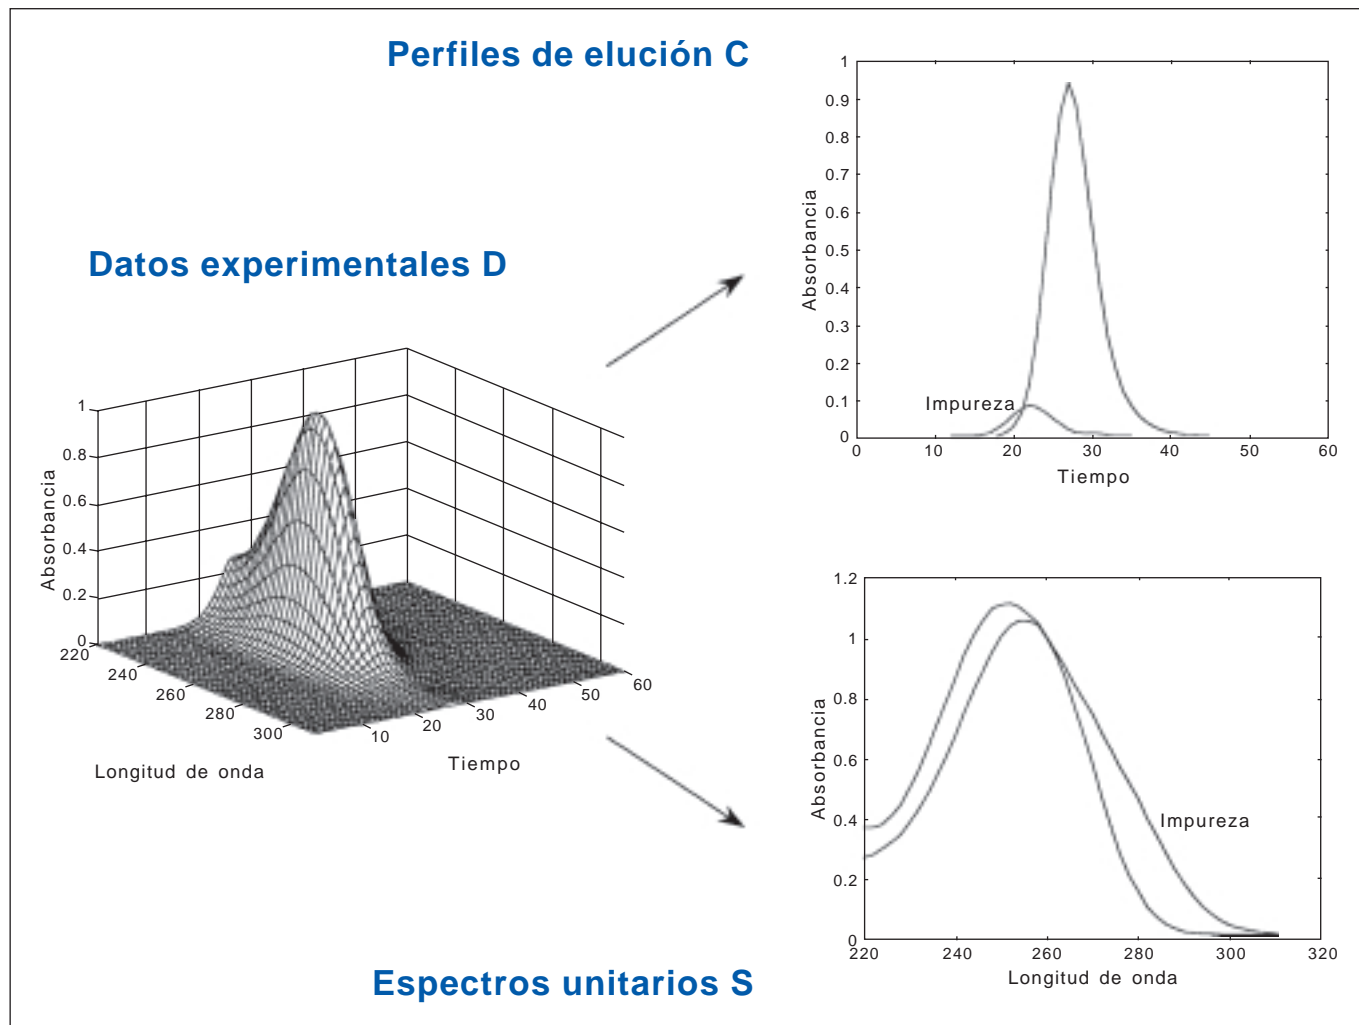 Perfiles de elución C
1
0.9
0.8
0.7
0.6
0.5
0.4
0.3
0.2
0.1
0
Absorbancia
Impureza
0 10 20 30 40 50 60
Tiempo
Datos experimentales D
1
0.8
0.6
0.4
0.2
0
Absorbancia
220
240
260
280
300
Longitud de onda
10
20
30
40
50
60
Tiempo
1.2
1
0.8
0.6
0.4
0.2
0
Absorbancia
Impureza
220 240 260 280 300 320
Longitud de onda
Espectros unitarios S